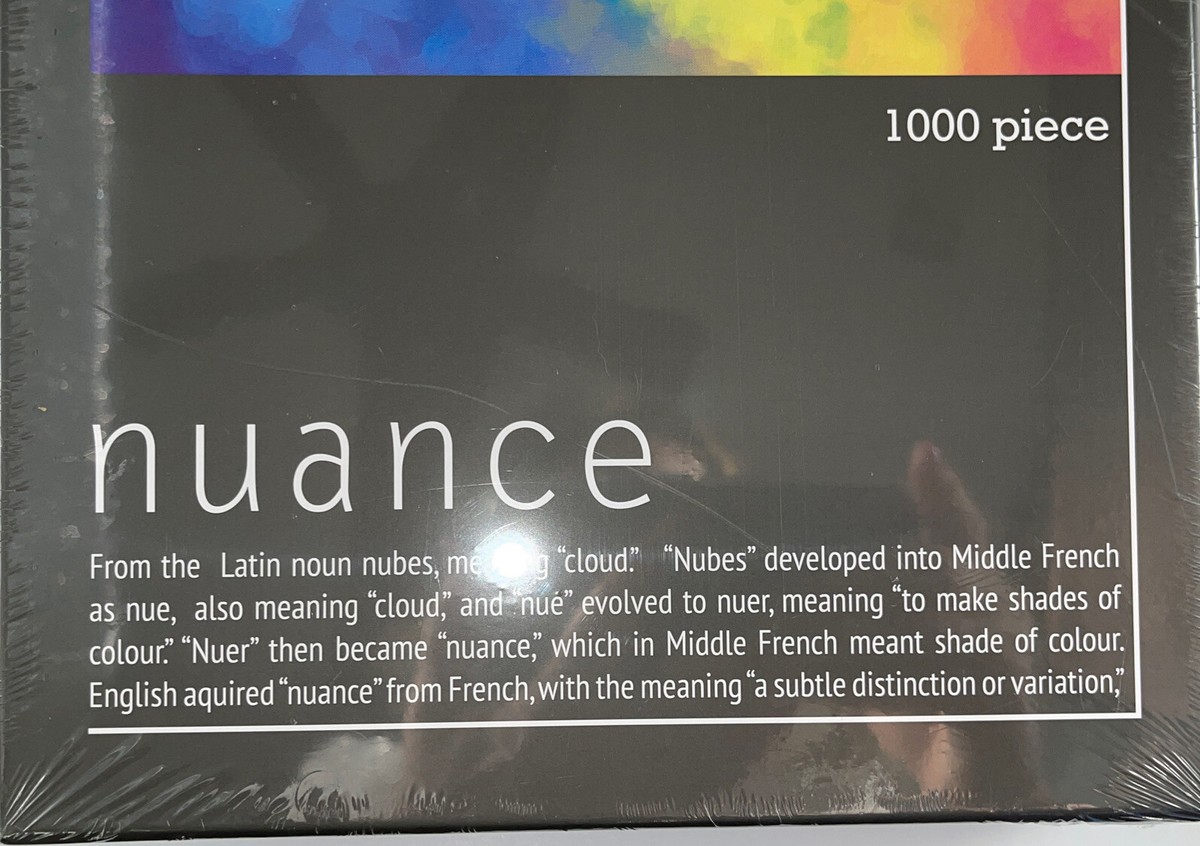 1000 piece
nuance
From the Latin noun nubes, "cloud." "Nubes" developed into Middle French
as nue, also meaning "cloud," and "nue" evolved to nuer, meaning "to make shades of
colour." "Nuer" then became "nuance," which in Middle French meant shade of colour.
English aquired "nuance" from French, with the meaning "a subtle distinction or variation,"